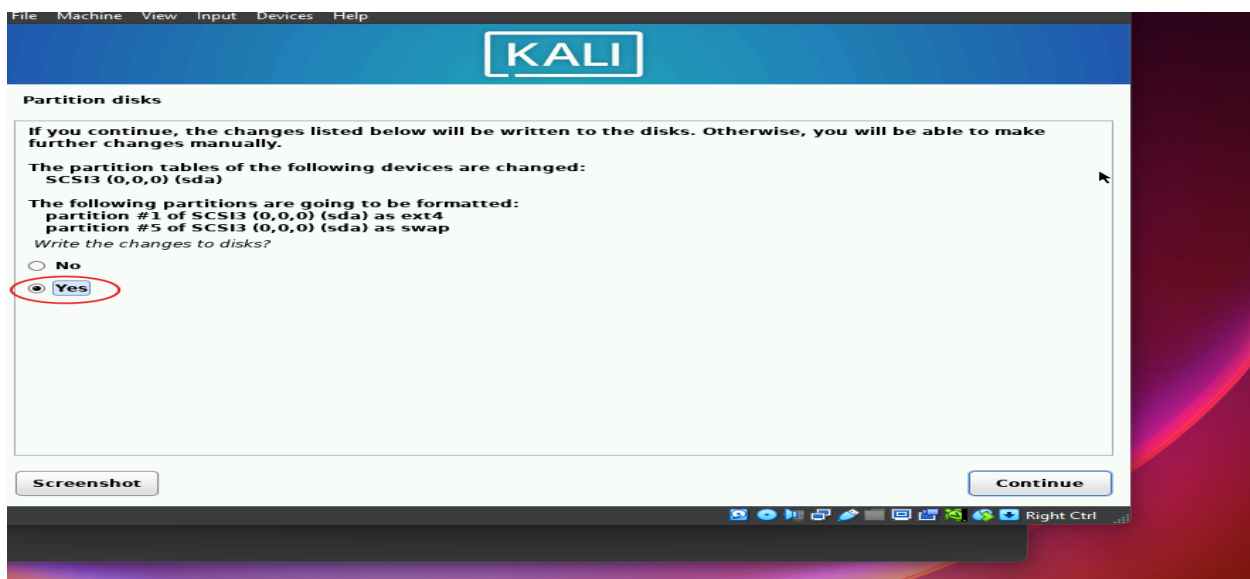 File Machine View Input Devices Help
KALI
Partition disks
If you continue, the changes listed below will be written to the disks. Otherwise, you will be able to make
further changes manually.
The partition tables of the following devices are changed:
SCSI3 (0,0,0) (sda)
The following partitions are going to be formatted:
partition #1 of SCSI3 (0,0,0) (sda) as ext4
partition #5 of SCSI3 (0,0,0) (sda) as swap
Write the changes to disks?
No
Yes
Screenshot
Continue
Right Ctrl